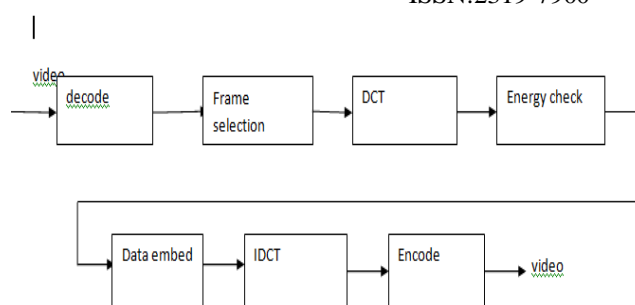 video
decode
Frame
selection
DCT
Energy check
Data embed
IDCT
Encode
video